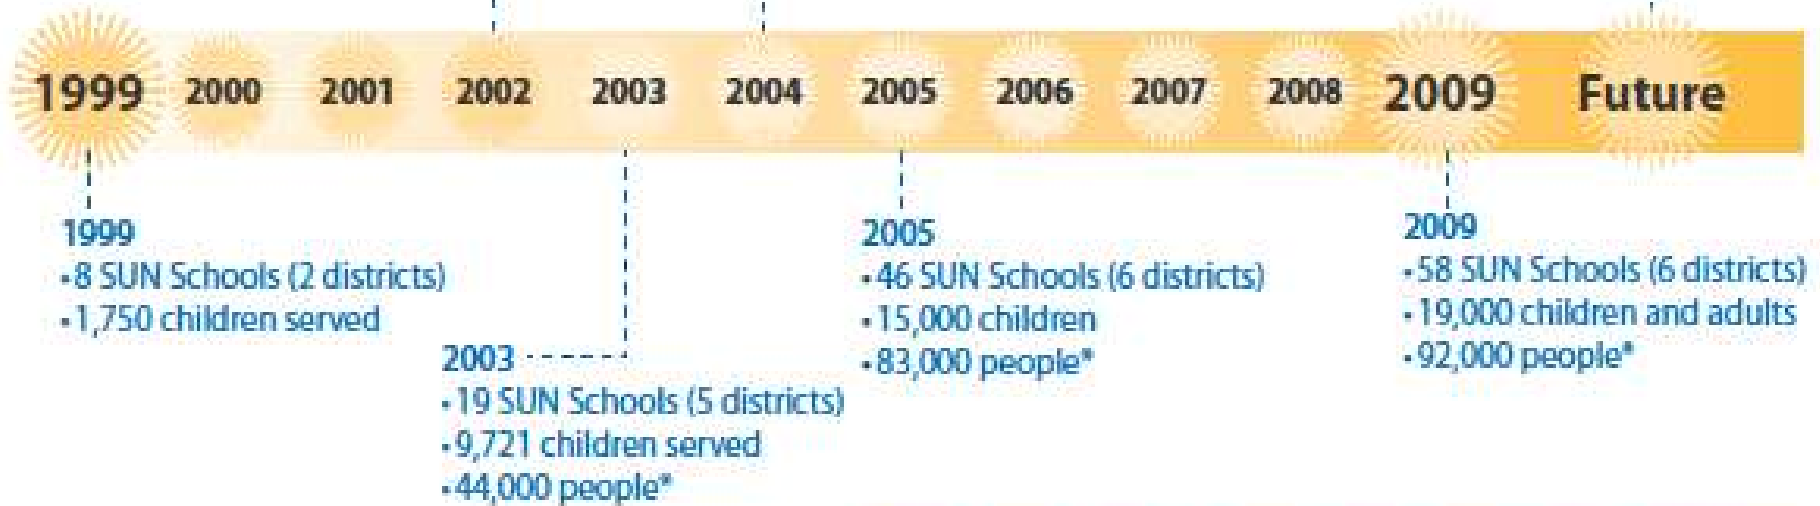 1999 2000 2001 2002 2003 2004 2005 2006 2007 2008 2009 Future
1999
•8 SUN Schools (2 districts)
•1,750 children served
2003
•19 SUN Schools (5 districts)
•9,721 children served
•44,000 people*
2005
•46 SUN Schools (6 districts)
•15,000 children
•83,000 people*
2009
•58 SUN Schools (6 districts)
•19,000 children and adults
•92,000 people*